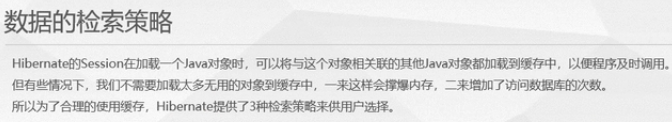 数据的检索策略
Hibernate的Session在加载一个Java对象时，可以将与这个对象相关联的其他Java对象都加载到缓存中，以便程序及时调用。
但有些情况下，我们不需要加载太多无用的对象到缓存中，一来这样会撑爆内存，二来增加了访问数据库的次数。
所以为了合理的使用缓存，Hibernate提供了3种检索策略来供用户选择。